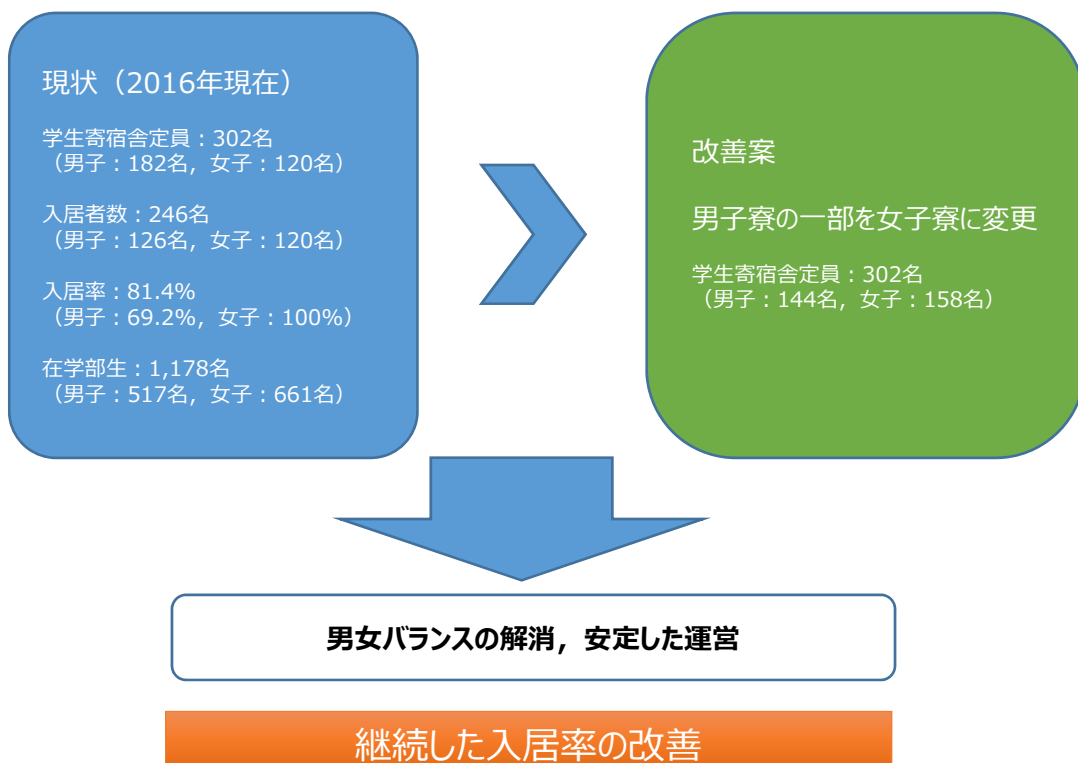 現状（2016年現在）
学生寄宿舎定員：302名
（男子：182名，女子：120名）
入居者数：246名
（男子：126名，女子：120名）
入居率：81.4%
（男子：69.2%，女子：100%）
在学部生：1,178名
（男子：517名，女子：661名）
改善案
男子寮の一部を女子寮に変更
学生寄宿舎定員：302名
（男子：144名，女子：158名）
男女バランスの解消，安定した運営
継続した入居率の改善